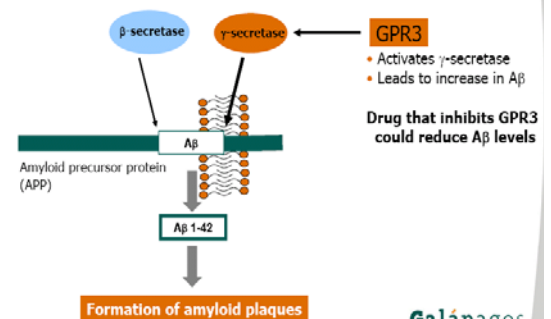 β-secretase
γ-secretase
GPR3
• Activates γ-secretase
• Leads to increase in Aβ
Drug that inhibits GPR3
could reduce Aβ levels
Aβ
Amyloid precursor protein
(APP)
Aβ 1-42
Formation of amyloid plaques
Galápagos